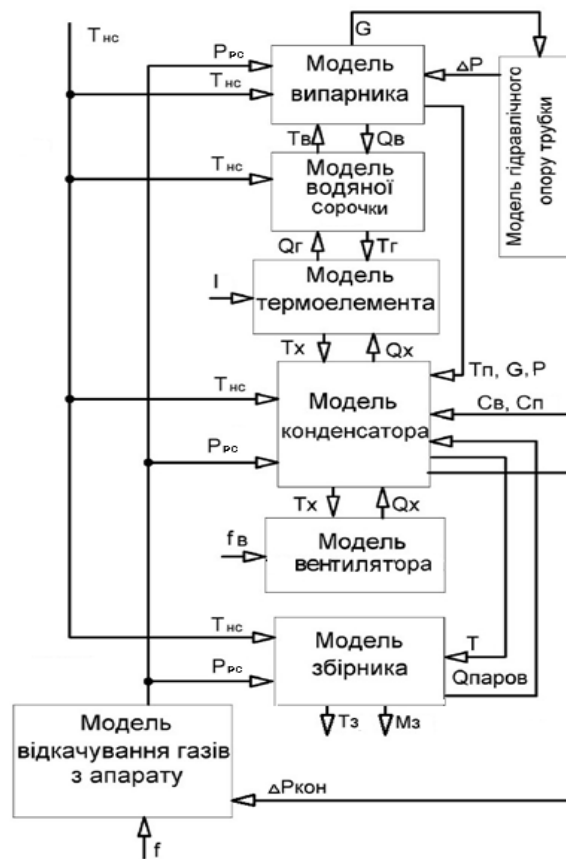 G
Tнс
Pрс
Модель
випарника
ΔP
Tнс
Модель гідравлічного
опору трубки
Tв
Qв
Tнс
Модель
водяної
сорочки
Qг
Tг
I
Модель
термоелемента
Tх
Qх
Tп, G, P
Tнс
Модель
конденсатора
Cв, Cп
Pрс
Tх
Qх
fв
Модель
вентилятора
Tнс
Модель
збірника
T
Pрс
Qпаров
Tз
Mз
Модель
відкачування газів
з апарату
ΔPкон
f